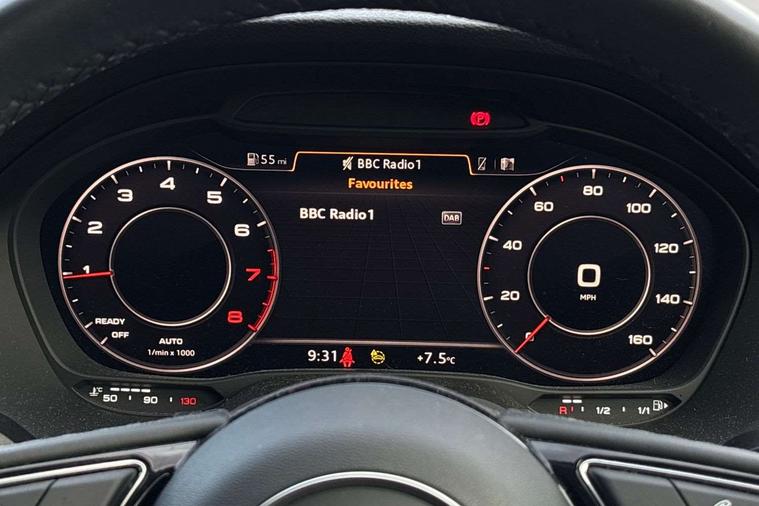 (P)
55 mi
BBC Radio1
Favourites
BBC Radio1
DAB
1
2
3
4
5
6
7
8
READY
OFF
AUTO
1/min x 1000
0
20
40
60
80
100
120
140
160
0
MPH
9:31
+7.5°C
°C
50
90
130
R
1/2
1/1